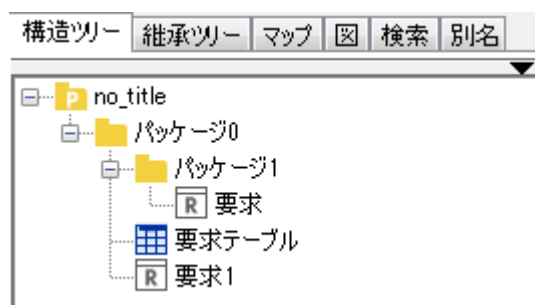 構造ツリー 継承ツリー マップ 図 検索 別名
no_title
パッケージ0
パッケージ1
要求
要求テーブル
要求1